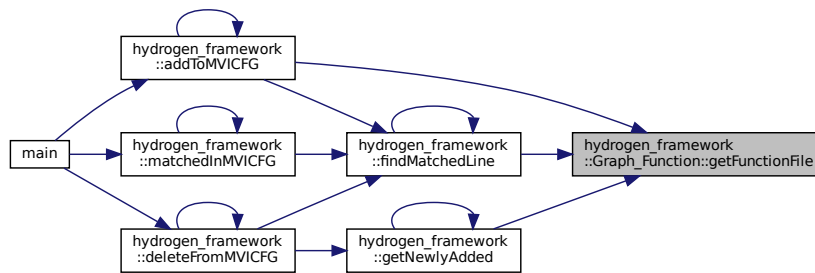 hydrogen_framework
::addToMVICFG
main
hydrogen_framework
::matchedInMVICFG
hydrogen_framework
::deleteFromMVICFG
hydrogen_framework
::findMatchedLine
hydrogen_framework
::getNewlyAdded
hydrogen_framework
::Graph_Function::getFunctionFile